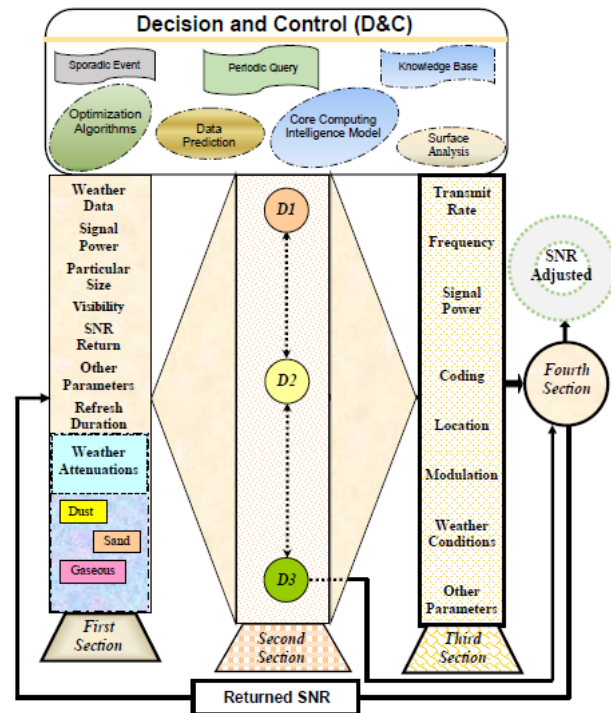 Decision and Control (D&C)
Sporadic Event
Periodic Query
Knowledge Base
Optimization
Algorithms
Data
Prediction
Core Computing
Intelligence Model
Surface
Analysis
Weather
Data
Signal
Power
Particular
Size
Visibility
SNR
Return
Other
Parameters
Refresh
Duration
Weather
Attenuations
Dust
Sand
Gaseous
First
Section
D1
D2
D3
Second
Section
Transmit
Rate
Frequency
Signal
Power
Coding
Location
Modulation
Weather
Conditions
Other
Parameters
Third
Section
SNR
Adjusted
Fourth
Section
Returned SNR